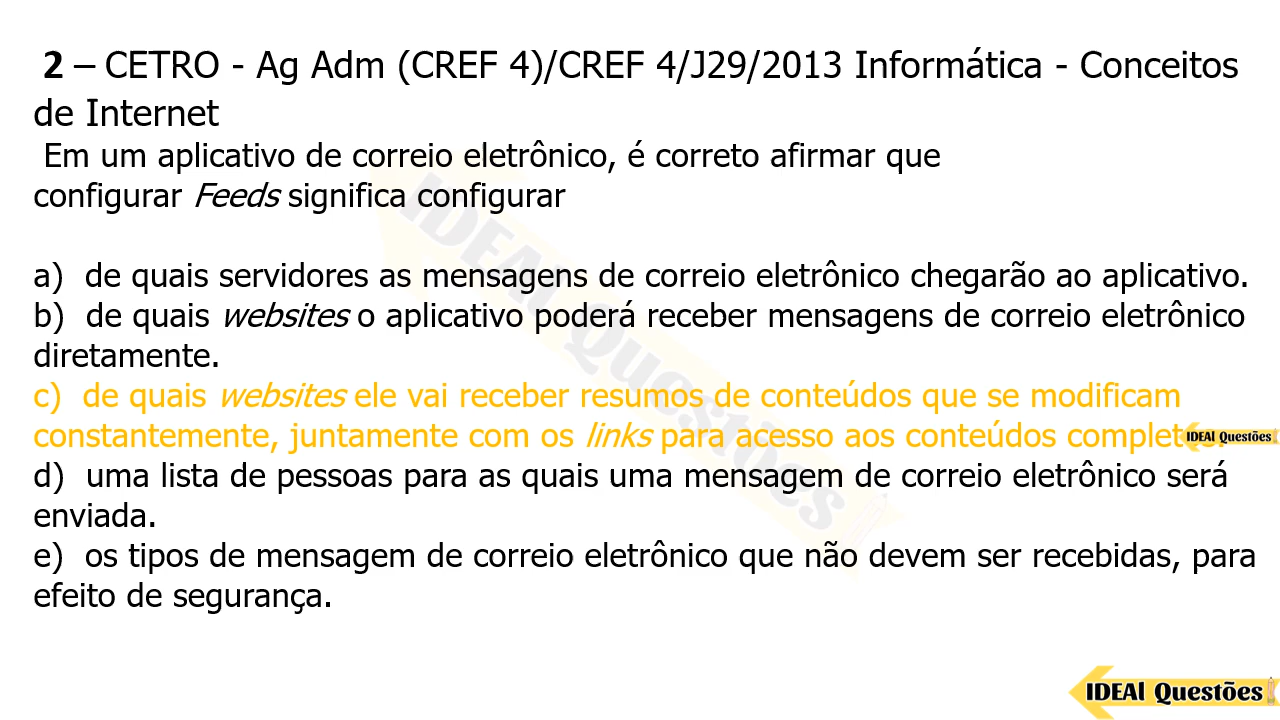 2 – CETRO - Ag Adm (CREF 4)/CREF 4/J29/2013 Informática - Conceitos
de Internet
Em um aplicativo de correio eletrônico, é correto afirmar que
configurar Feeds significa configurar
a) de quais servidores as mensagens de correio eletrônico chegarão ao aplicativo.
b) de quais websites o aplicativo poderá receber mensagens de correio eletrônico
diretamente.
c) de quais websites ele vai receber resumos de conteúdos que se modificam
constantemente, juntamente com os links para acesso aos conteúdos complet
IDEAl Questões
d) uma lista de pessoas para as quais uma mensagem de correio eletrônico será
enviada.
e) os tipos de mensagem de correio eletrônico que não devem ser recebidas, para
efeito de segurança.
IDEAl Questões
IDEAl Questões